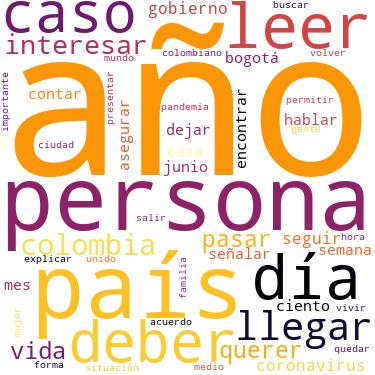 caso
gobierno
leer
buscar
interesar
colombiano
volver
mundo
bogotá
año
importante
contar
presentar
asegurar
pandemia
dejar
encontrar
permitir
hablar
gente
ciudad
casa
junio
persona
salir
colombia
pasar
seguir
hora
explicar
unido
señalar
semana
mes
país
familia
día
ciento
vivir
mujer
forma
acuerdo
deber
llegar
vida
querer
quedar
situación
medio
coronavirus